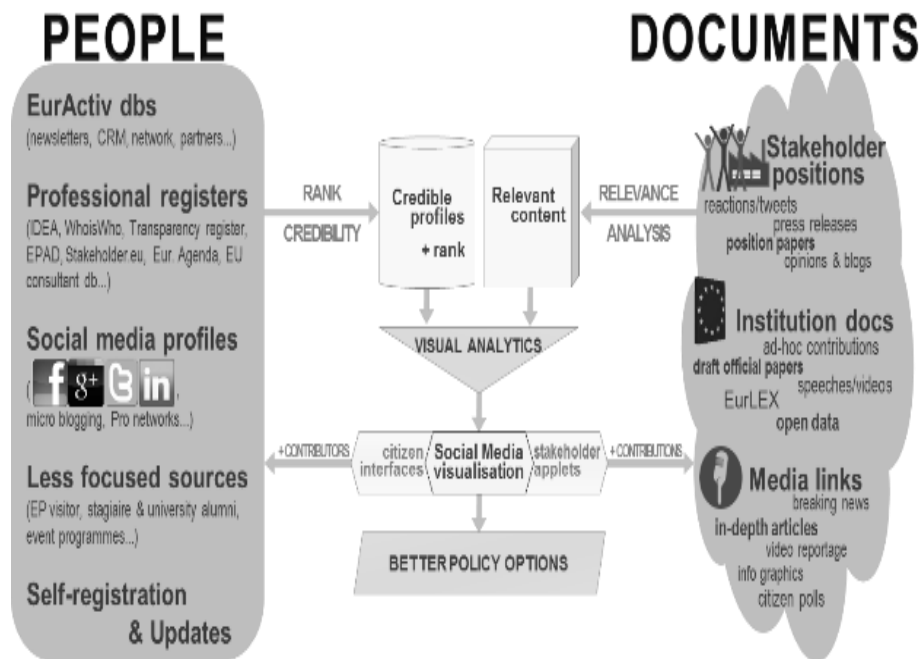 PEOPLE
EurActiv dbs
(newsletters, CRM, network, partners...)
Professional registers
(IDEA, WhoisWho, Transparency register,
EPAD, Stakeholder.eu, Eur. Agenda, EU
consultant db...)
Social media profiles
( f g+ t in ,
micro blogging, Pro networks...)
Less focused sources
(EP visitor, stagiaire & university alumni,
event programmes...)
Self-registration
& Updates
RANK
CREDIBILITY
Credible
profiles
+ rank
Relevant
content
RELEVANCE
ANALYSIS
VISUAL ANALYTICS
+ CONTRIBUTORS
citizen
interfaces
Social Media
visualisation
stakeholder
applets
+ CONTRIBUTIONS
BETTER POLICY OPTIONS
DOCUMENTS
Stakeholder
positions
reactions/tweets
press releases
position papers
opinions & blogs
Institution docs
ad-hoc contributions
draft official papers
speeches/videos
EurLEX
open data
Media links
breaking news
in-depth articles
video reportage
info graphics
citizen polls